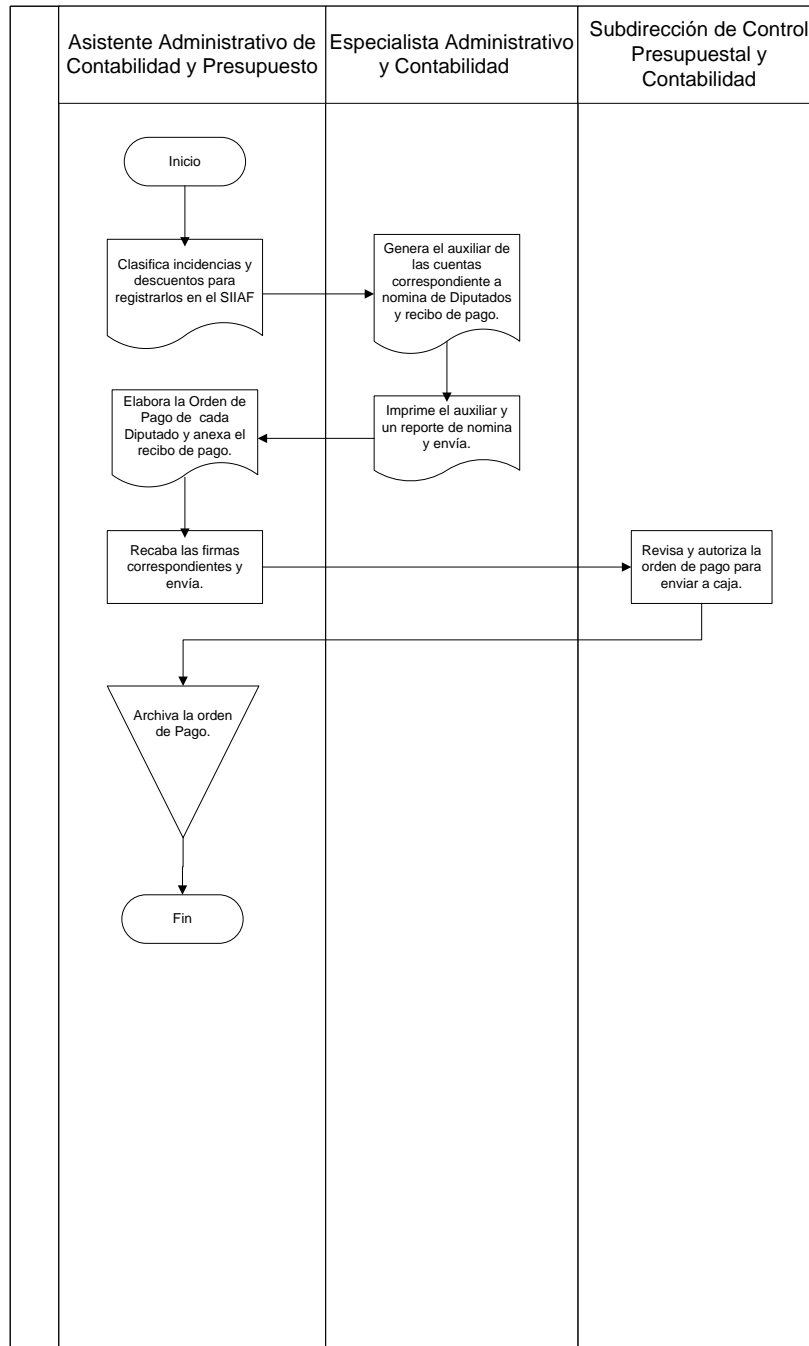 Asistente Administrativo de
Contabilidad y Presupuesto
Especialista Administrativo
y Contabilidad
Subdirección de Control
Presupuestal y
Contabilidad
Inicio
Clasifica incidencias y
descuentos para
registrarlos en el SIIAF
Genera el auxiliar de
las cuentas
correspondiente a
nomina de Diputados
y recibo de pago.
Elabora la Orden de
Pago de cada
Diputado y anexa el
recibo de pago.
Imprime el auxiliar y
un reporte de nomina
y envía.
Recaba las firmas
correspondientes y
envía.
Revisa y autoriza la
orden de pago para
enviar a caja.
Archiva la orden
de Pago.
Fin